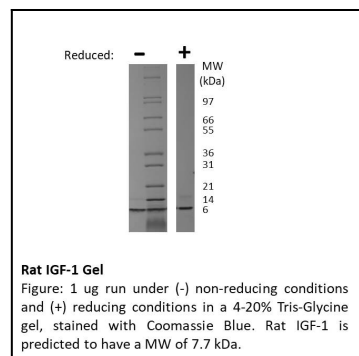 Reduced: - +
MW
(kDa)
97
66
55
36
31
21
14
6
Rat IGF-1 Gel
Figure: 1 ug run under (-) non-reducing conditions
and (+) reducing conditions in a 4-20% Tris-Glycine
gel, stained with Coomassie Blue. Rat IGF-1 is
predicted to have a MW of 7.7 kDa.